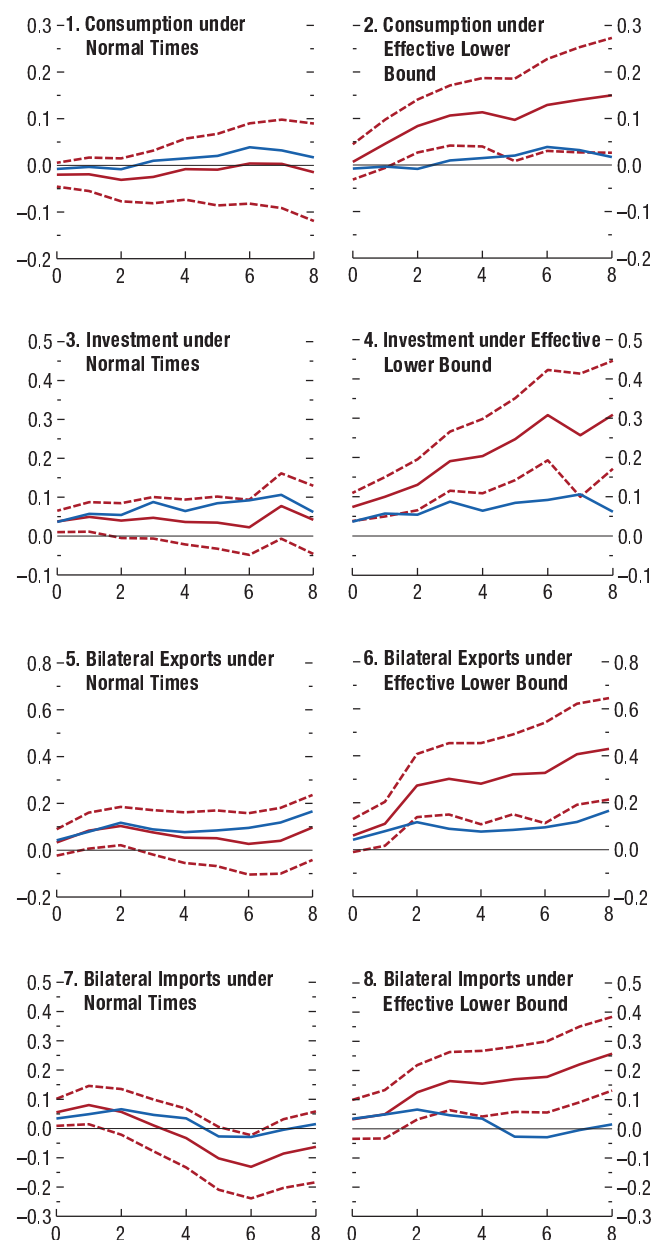 1. Consumption under
Normal Times
0.3
0.2
0.1
0.0
–0.1
–0.2
0 2 4 6 8
2. Consumption under
Effective Lower
Bound
0.3
0.2
0.1
0.0
–0.1
–0.2
0 2 4 6 8
3. Investment under
Normal Times
0.5
0.4
0.3
0.2
0.1
0.0
–0.1
0 2 4 6 8
4. Investment under Effective
Lower Bound
0.5
0.4
0.3
0.2
0.1
0.0
–0.1
0 2 4 6 8
5. Bilateral Exports under
Normal Times
0.8
0.6
0.4
0.2
0.0
–0.2
0 2 4 6 8
6. Bilateral Exports under
Effective Lower Bound
0.8
0.6
0.4
0.2
0.0
–0.2
0 2 4 6 8
7. Bilateral Imports under
Normal Times
0.5
0.4
0.3
0.2
0.1
0.0
–0.1
–0.2
–0.3
0 2 4 6 8
8. Bilateral Imports under
Effective Lower Bound
0.5
0.4
0.3
0.2
0.1
0.0
–0.1
–0.2
–0.3
0 2 4 6 8